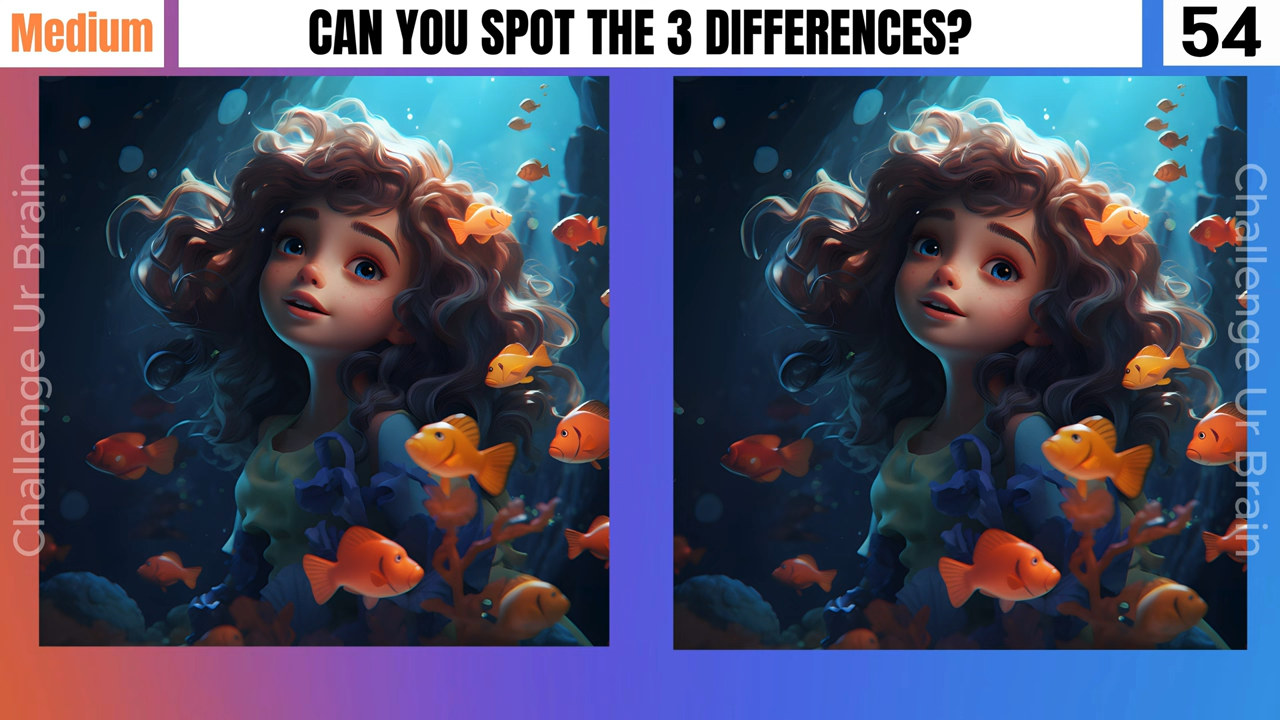 Medium
CAN YOU SPOT THE 3 DIFFERENCES?
54
Challenge Ur Brain
Challenge Ur Brain